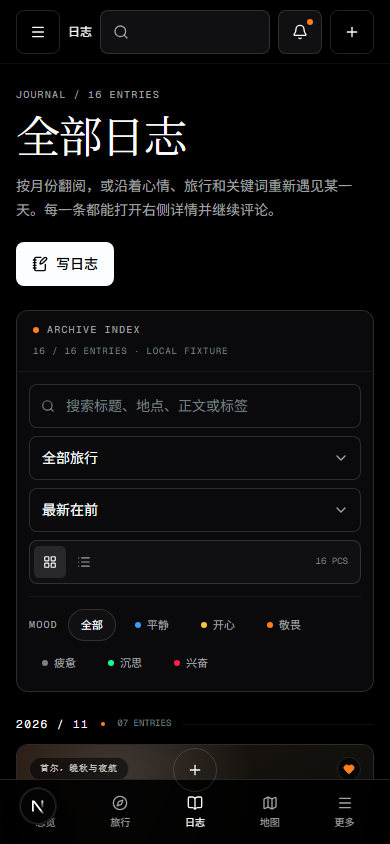 日志
JOURNAL / 16 ENTRIES
全部日志
按月份翻阅，或沿着心情、旅行和关键词重新遇见某一
天。每一条都能打开右侧详情并继续评论。
写日志
ARCHIVE INDEX
16 / 16 ENTRIES · LOCAL FIXTURE
搜索标题、地点、正文或标签
全部旅行
最新在前
16 PCS
MOOD 全部 平静 开心 敬畏
疲惫 沉思 兴奋
2026 / 11 07 ENTRIES
首尔，晚秋与夜航
N
旅行 日志 地图 更多